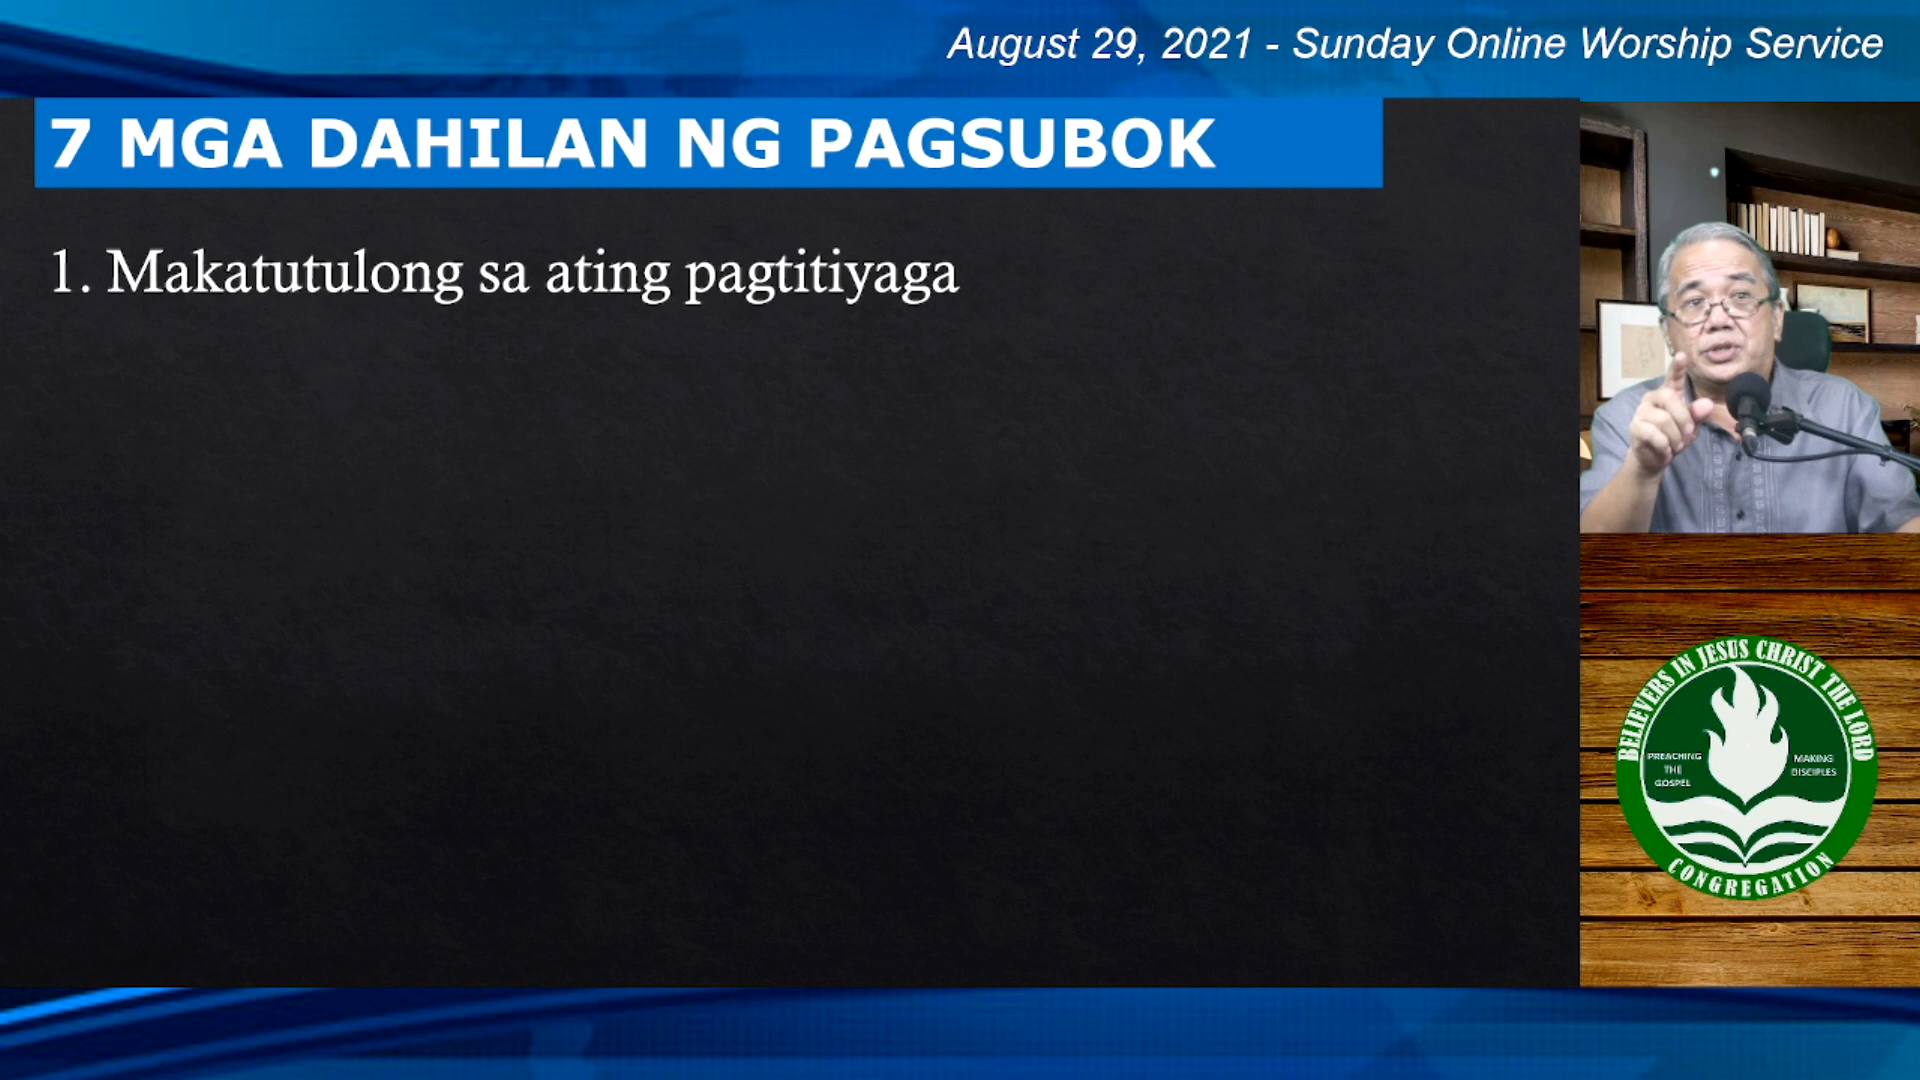 August 29, 2021 - Sunday Online Worship Service
7 MGA DAHILAN NG PAGSUBOK
1. Makatutulong sa ating pagtitiyaga
BELIEVERS IN JESUS CHRIST THE LORD
PREACHING
THE
GOSPEL
MAKING
DISCIPLES
CONGREGATION